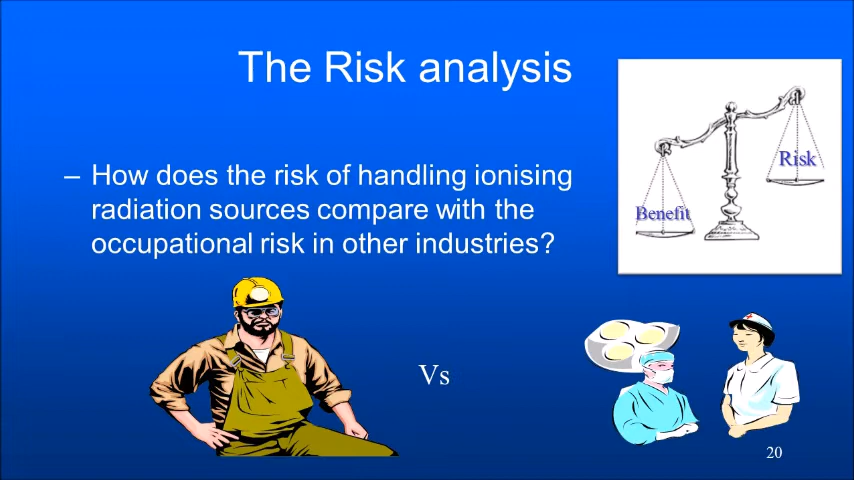 The Risk analysis
– How does the risk of handling ionising
radiation sources compare with the
occupational risk in other industries?
Risk
Benefit
Vs
20